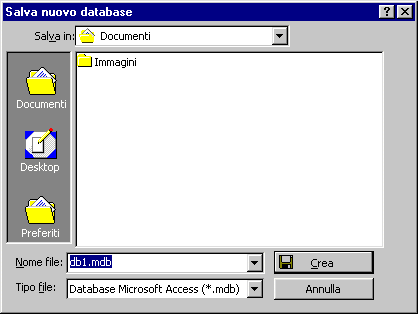 Salva nuovo database
Salva in: Documenti
Immagini
Documenti
Desktop
Preferiti
Nome file: db1.mdb
Crea
Tipo file: Database Microsoft Access (*.mdb)
Annulla